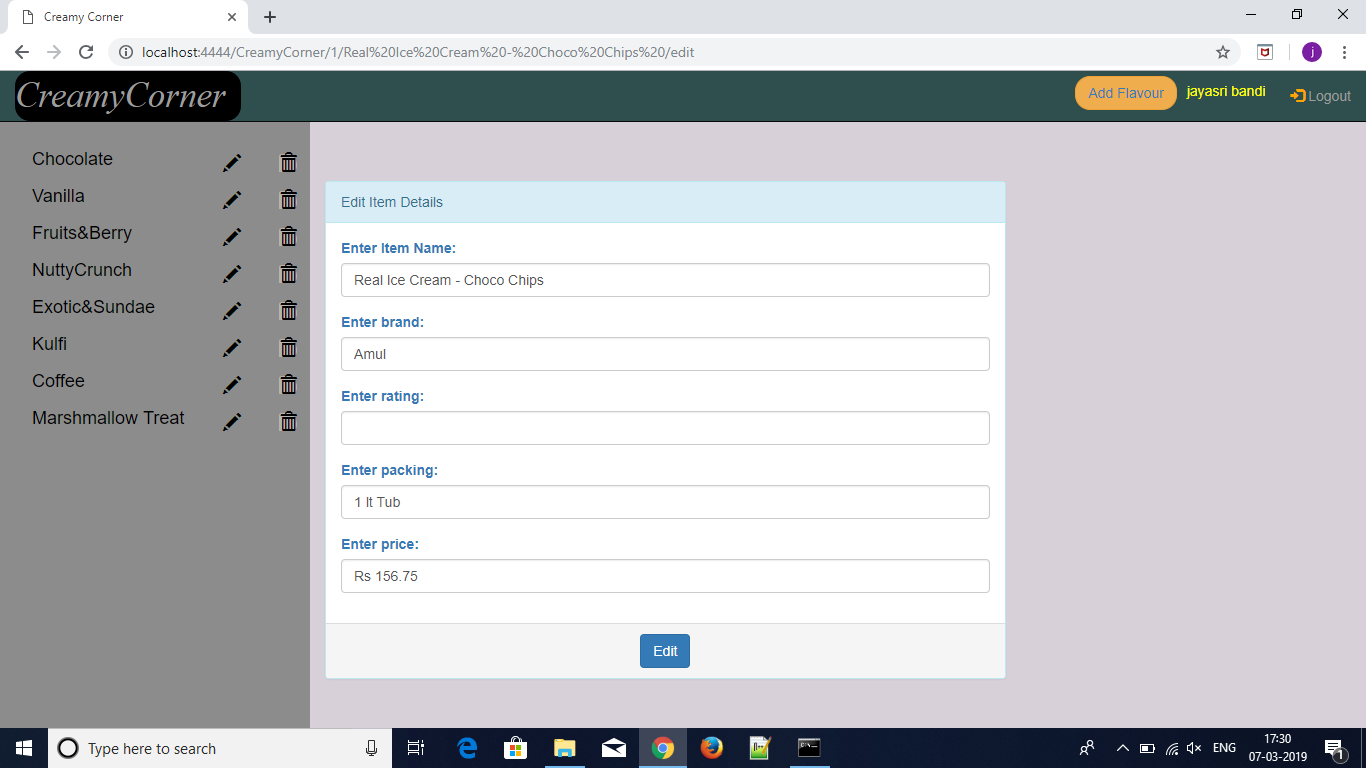 Creamy Corner
localhost:4444/CreamyCorner/1/Real%20Ice%20Cream%20-%20Choco%20Chips%20/edit
j
CreamyCorner
Add Flavour
jayasri bandi
Logout
Chocolate
Vanilla
Fruits&Berry
NuttyCrunch
Exotic&Sundae
Kulfi
Coffee
Marshmallow Treat
Edit Item Details
Enter Item Name:
Real Ice Cream - Choco Chips
Enter brand:
Amul
Enter rating:
Enter packing:
1 lt Tub
Enter price:
Rs 156.75
Edit
Type here to search
ENG
17:30
07-03-2019
1